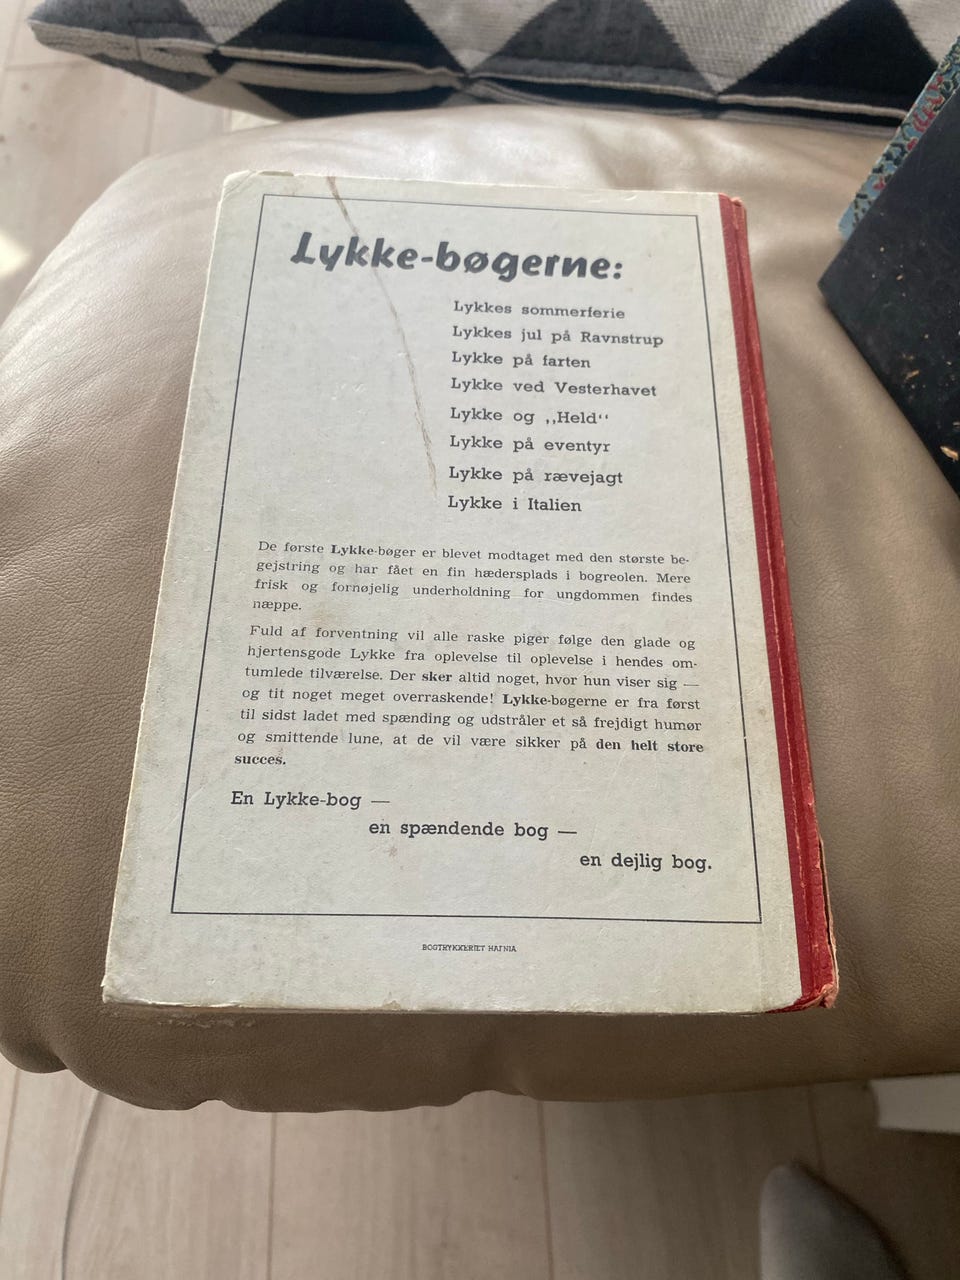 Lykke-bøgerne:
Lykkes sommerferie
Lykkes jul på Ravnstrup
Lykke på farten
Lykke ved Vesterhavet
Lykke og „Held“
Lykke på eventyr
Lykke på rævejagt
Lykke i Italien
De første Lykke-bøger er blevet modtaget med den største be-
gejstring og har fået en fin hædersplads i bogreolen. Mere
frisk og fornøjelig underholdning for ungdommen findes
næppe.
Fuld af forventning vil alle raske piger følge den glade og
hjertensgode Lykke fra oplevelse til oplevelse i hendes om-
tumlede tilværelse. Der sker altid noget, hvor hun viser sig —
og tit noget meget overraskende! Lykke-bøgerne er fra først
til sidst ladet med spænding og udstråler et så frejdigt humør
og smittende lune, at de vil være sikker på den helt store
succes.
En Lykke-bog —
en spændende bog —
en dejlig bog.
BOGTRYKKERIET HAFNIA